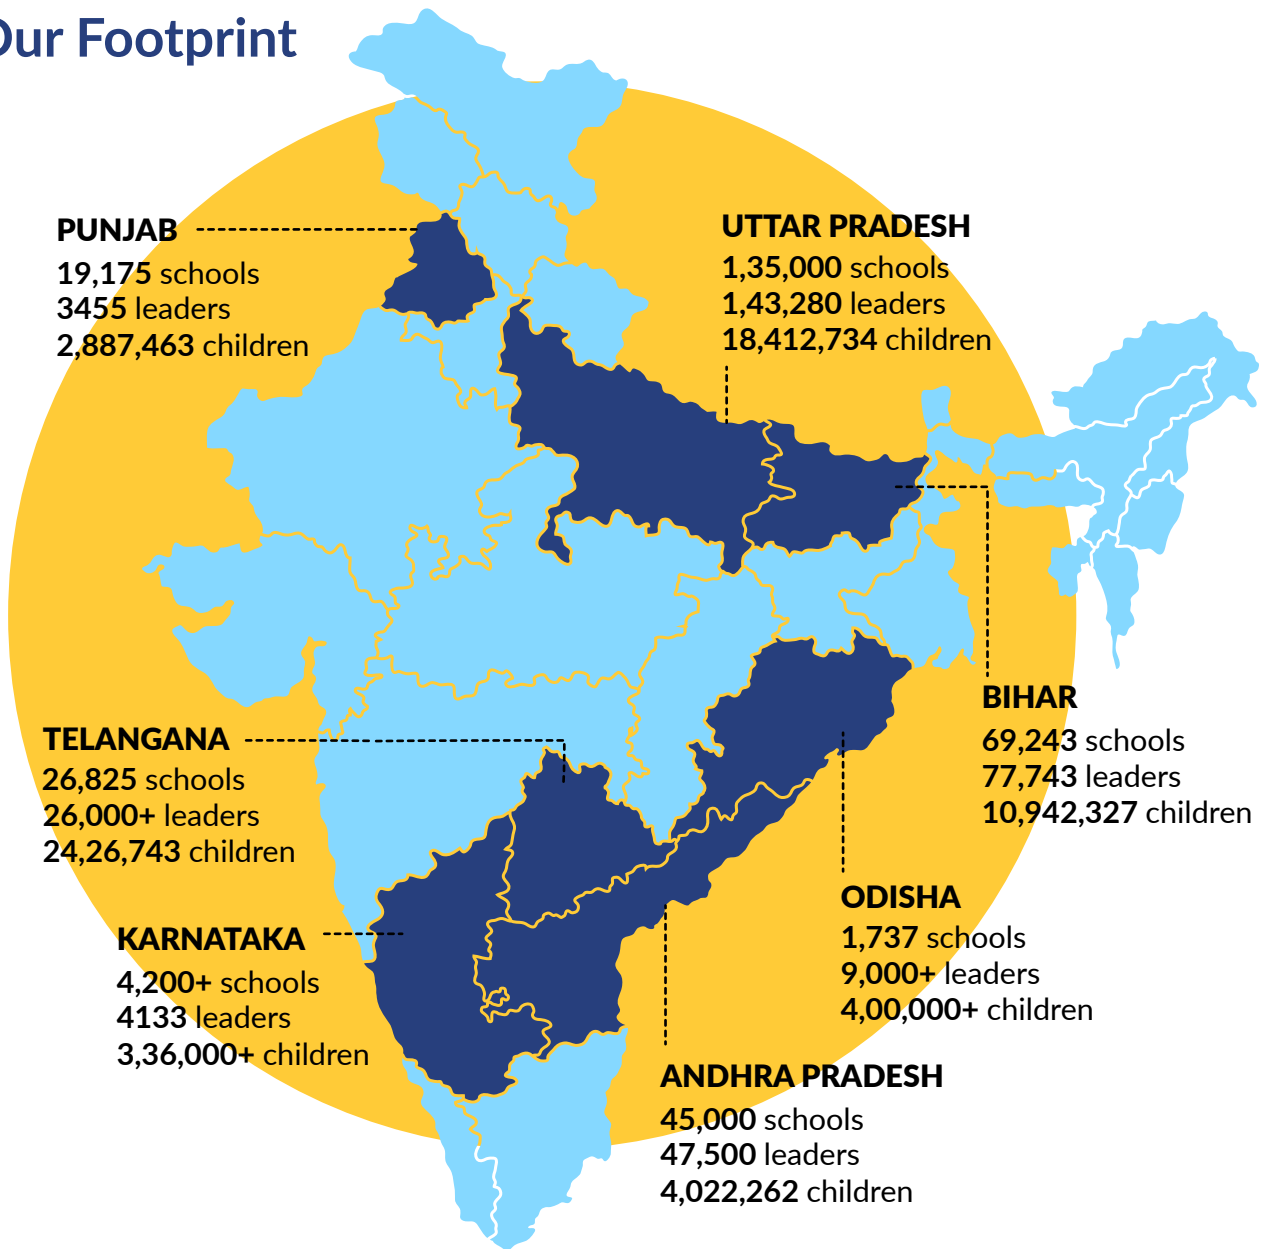 Our Footprint
PUNJAB
19,175 schools
3455 leaders
2,887,463 children
UTTAR PRADESH
1,35,000 schools
1,43,280 leaders
18,412,734 children
BIHAR
69,243 schools
77,743 leaders
10,942,327 children
TELANGANA
26,825 schools
26,000+ leaders
24,26,743 children
ODISHA
1,737 schools
9,000+ leaders
4,00,000+ children
KARNATAKA
4,200+ schools
4133 leaders
3,36,000+ children
ANDHRA PRADESH
45,000 schools
47,500 leaders
4,022,262 children